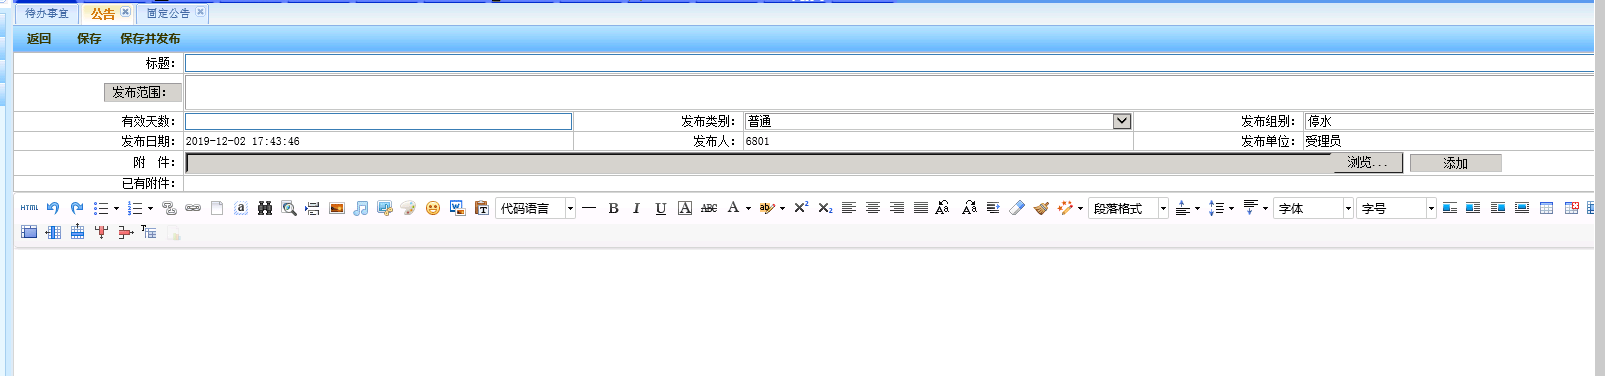 待办事宜 公告 固定公告
返回 保存 保存并发布
标题:
发布范围:
有效天数: 发布类别: 普通 发布组别: 停水
发布日期: 2019-12-02 17:43:46 发布人: 6801 发布单位: 受理员
附 件: 浏览... 添加
已有附件:
HTML 代码语言 B I U A ABC A ab X² X₂ 段落格式 字体 字号